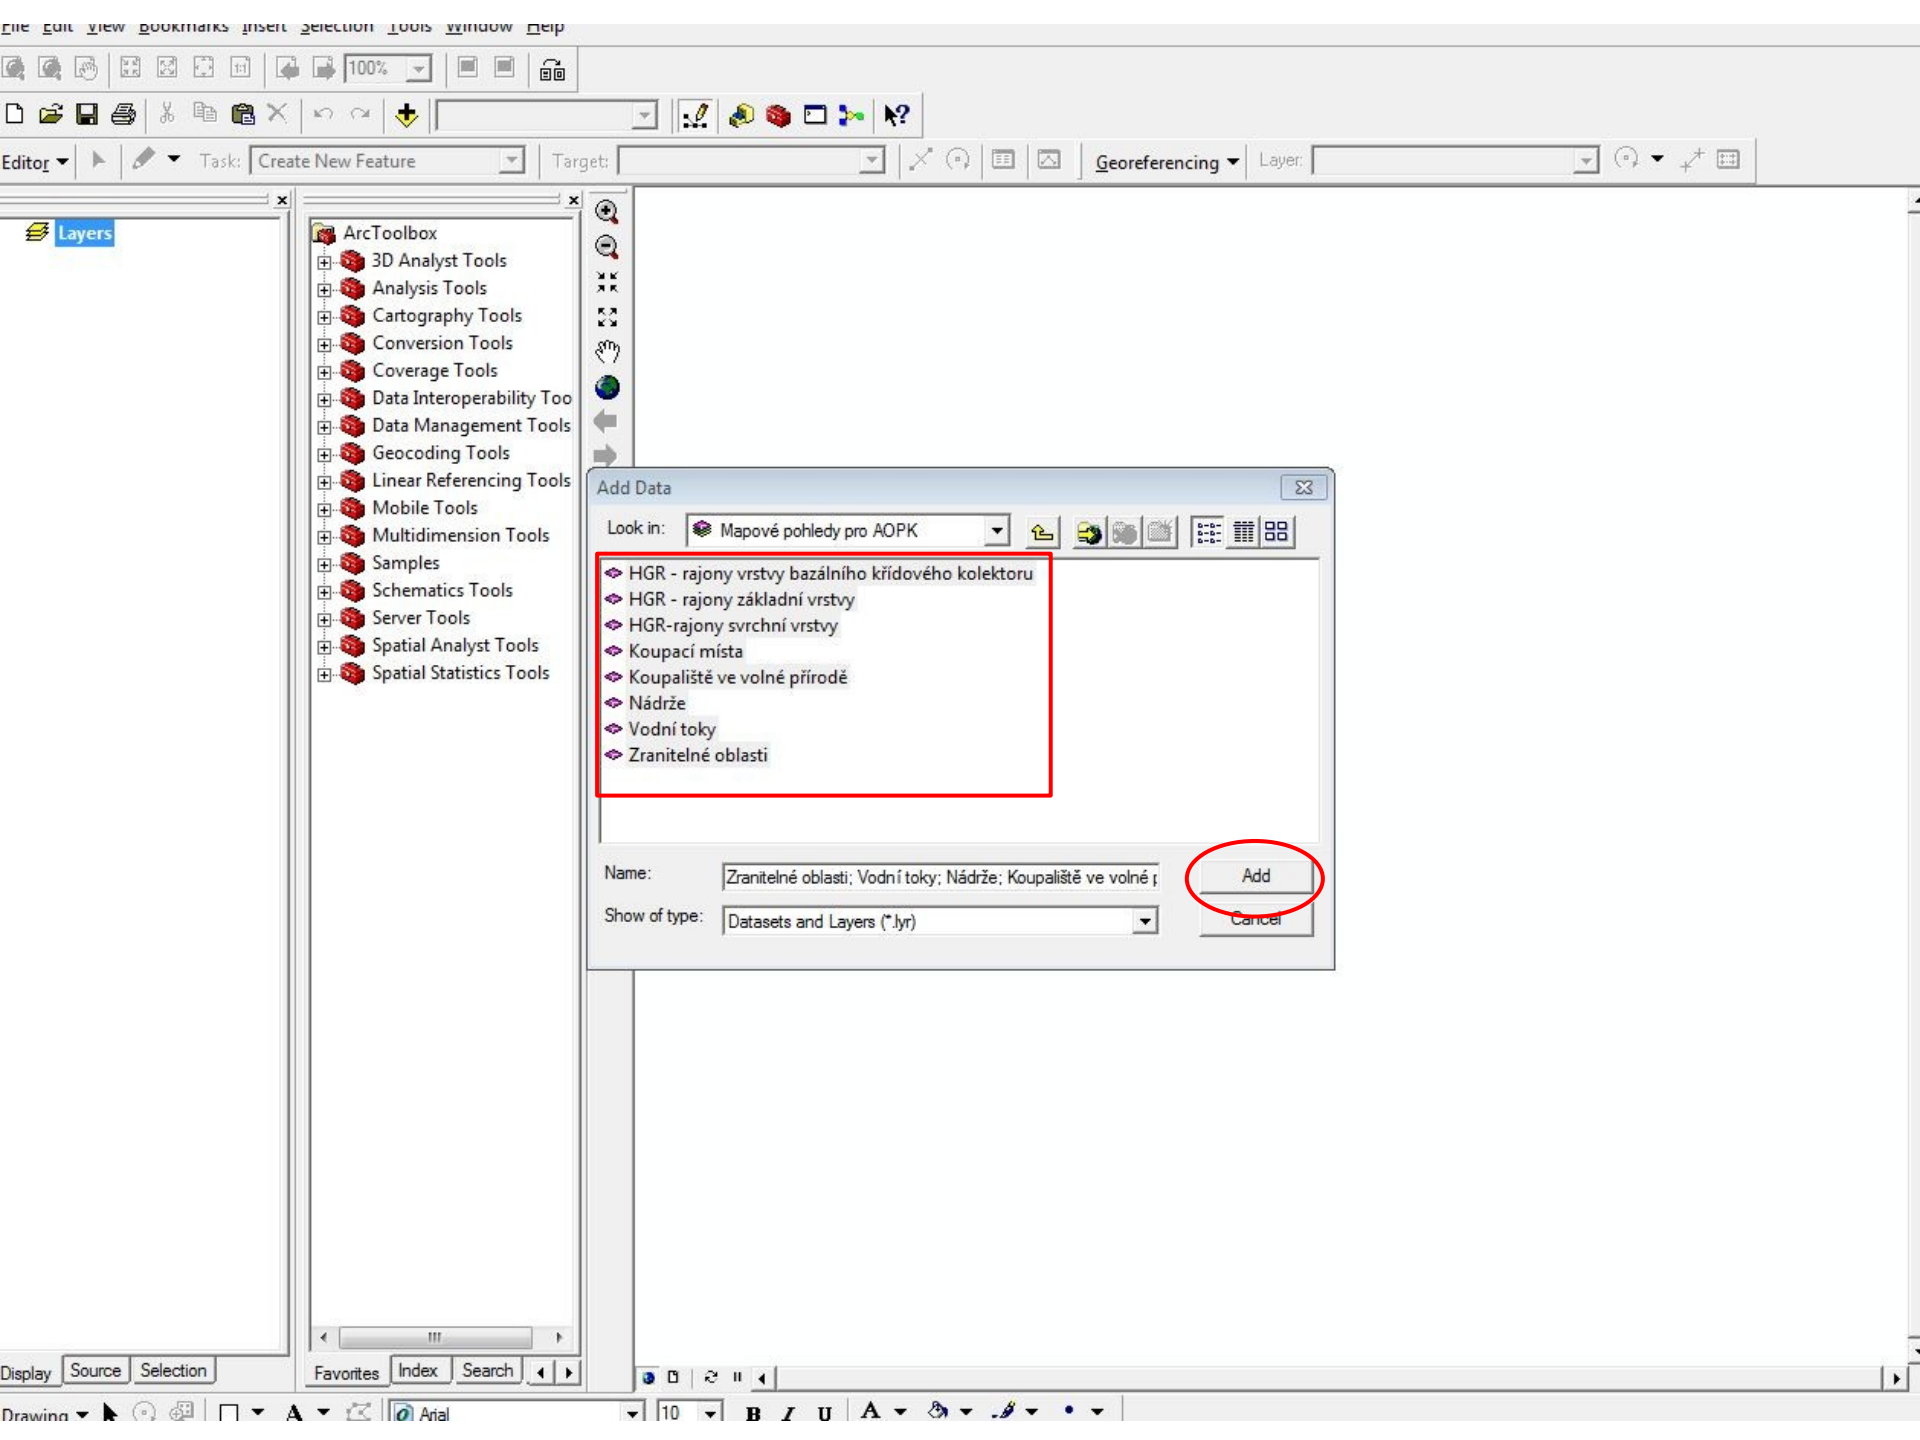 File Edit View Bookmarks Insert Selection Tools Window Help
100%
Editor Task: Create New Feature Target: Georeferencing Layer:
Layers
ArcToolbox
3D Analyst Tools
Analysis Tools
Cartography Tools
Conversion Tools
Coverage Tools
Data Interoperability Too
Data Management Tools
Geocoding Tools
Linear Referencing Tools
Mobile Tools
Multidimension Tools
Samples
Schematics Tools
Server Tools
Spatial Analyst Tools
Spatial Statistics Tools
Add Data
Look in: Mapové pohledy pro AOPK
HGR - rajony vrstvy bazálního křídového kolektoru
HGR - rajony základní vrstvy
HGR-rajony svrchní vrstvy
Koupací místa
Koupaliště ve volné přírodě
Nádrže
Vodní toky
Zranitelné oblasti
Name: Zranitelné oblasti; Vodní toky; Nádrže; Koupaliště ve volné p Add
Show of type: Datasets and Layers (*.lyr) Cancel
Display Source Selection
Favorites Index Search
Drawing A Arial 10 B I U A